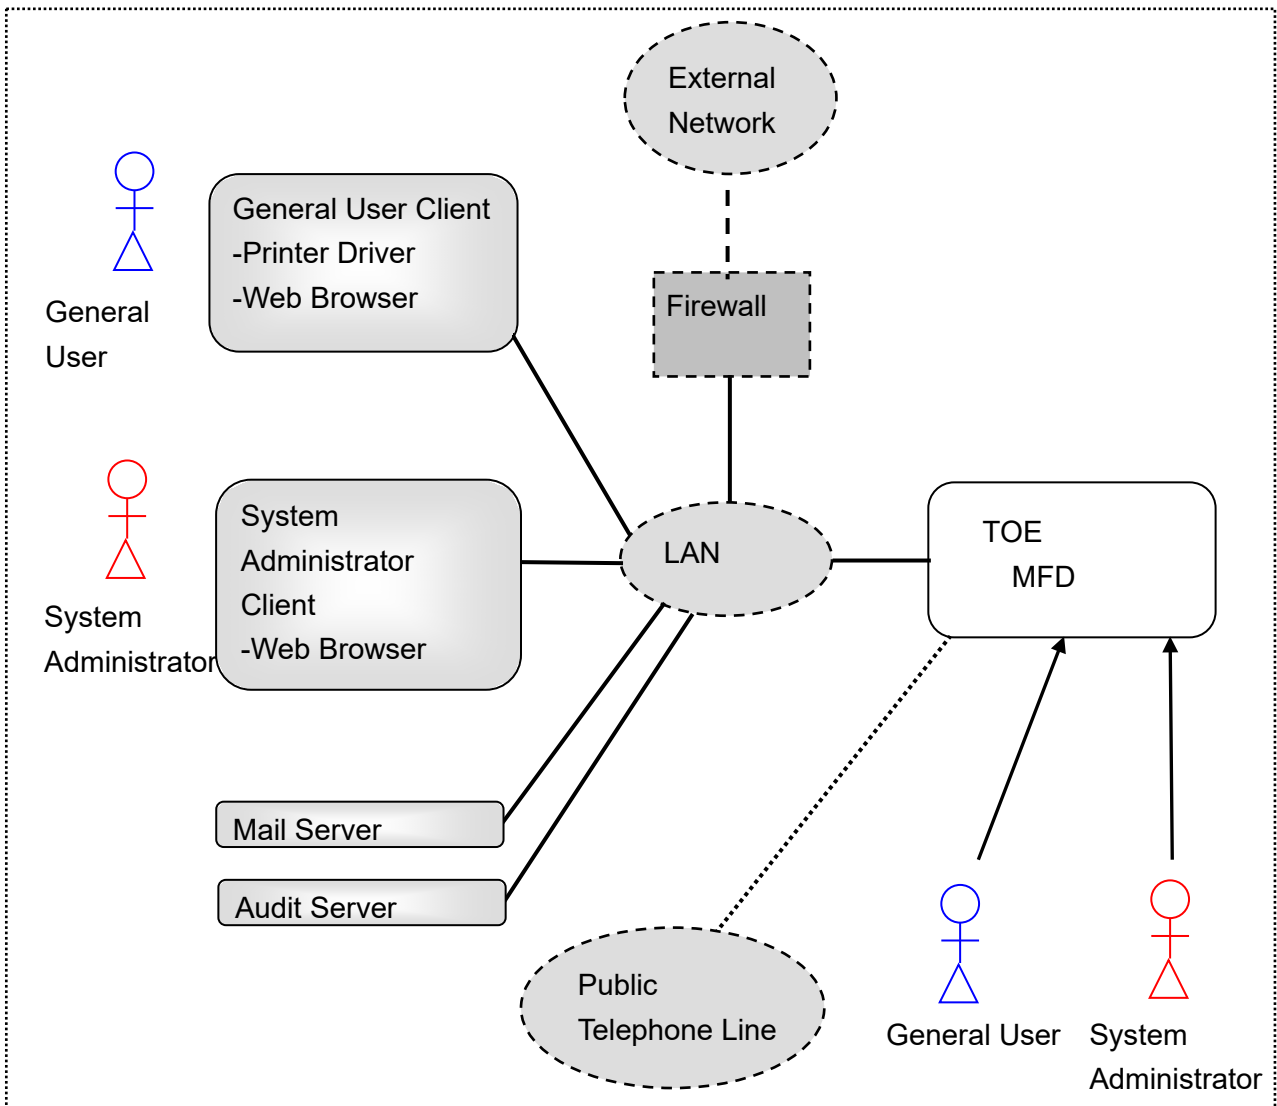 External
Network
General User Client
-Printer Driver
-Web Browser
General
User
Firewall
System
Administrator
Client
-Web Browser
System
Administrator
LAN
TOE
MFD
Mail Server
Audit Server
Public
Telephone Line
General User
System
Administrator